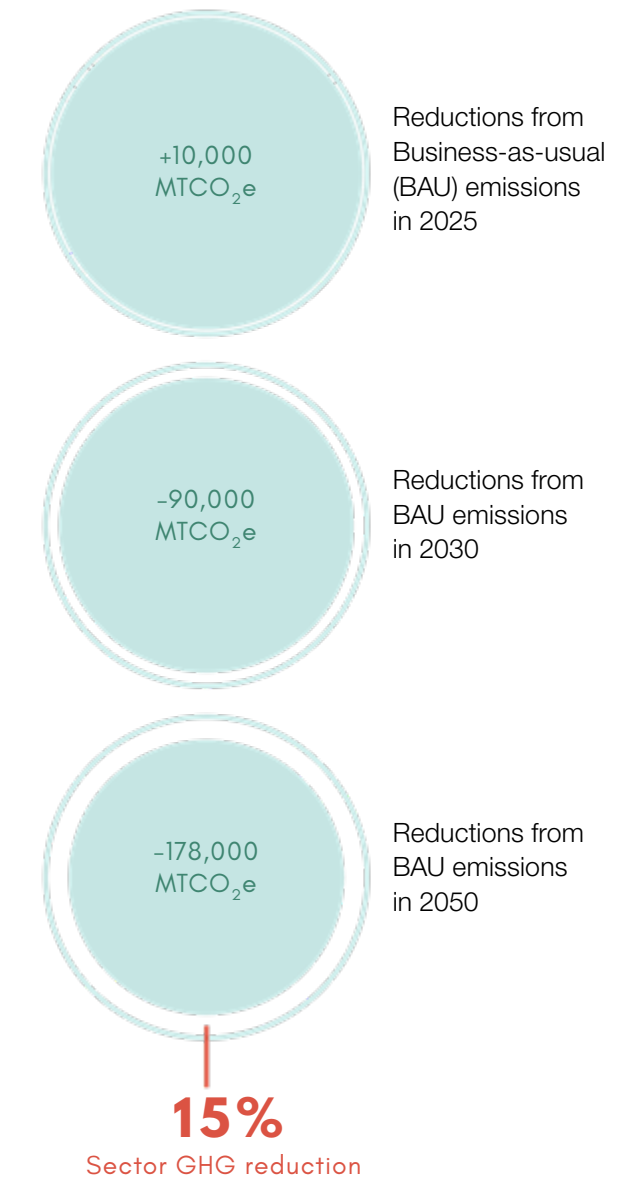 +10,000
MTCO₂e
Reductions from
Business-as-usual
(BAU) emissions
in 2025
-90,000
MTCO₂e
Reductions from
BAU emissions
in 2030
-178,000
MTCO₂e
Reductions from
BAU emissions
in 2050
15%
Sector GHG reduction